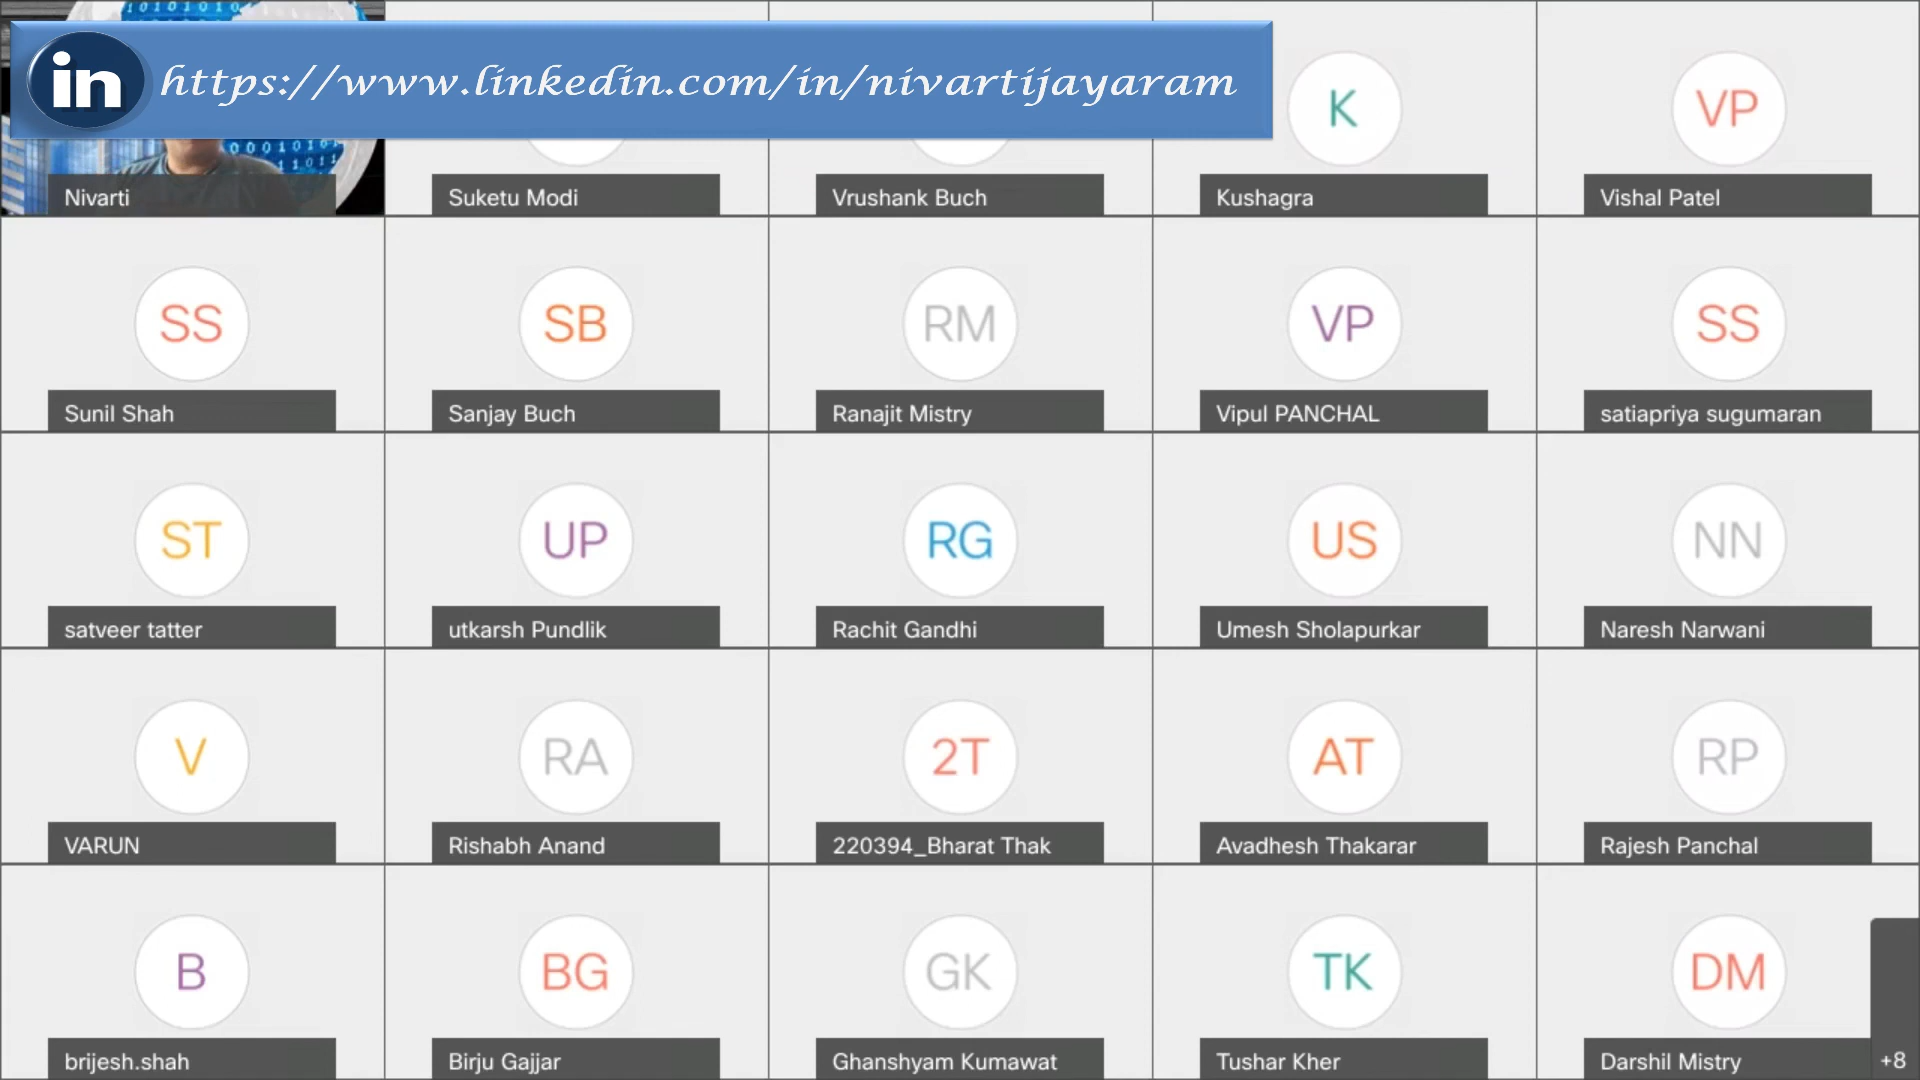 in https://www.linkedin.com/in/nivartijayaram
K
VP
Nivarti
Suketu Modi
Vrushank Buch
Kushagra
Vishal Patel
SS
SB
RM
VP
SS
Sunil Shah
Sanjay Buch
Ranajit Mistry
Vipul PANCHAL
satiapriya sugumaran
ST
UP
RG
US
NN
satveer tatter
utkarsh Pundlik
Rachit Gandhi
Umesh Sholapurkar
Naresh Narwani
V
RA
2T
AT
RP
VARUN
Rishabh Anand
220394_Bharat Thak
Avadhesh Thakarar
Rajesh Panchal
B
BG
GK
TK
DM
brijesh.shah
Birju Gajjar
Ghanshyam Kumawat
Tushar Kher
Darshil Mistry
+8